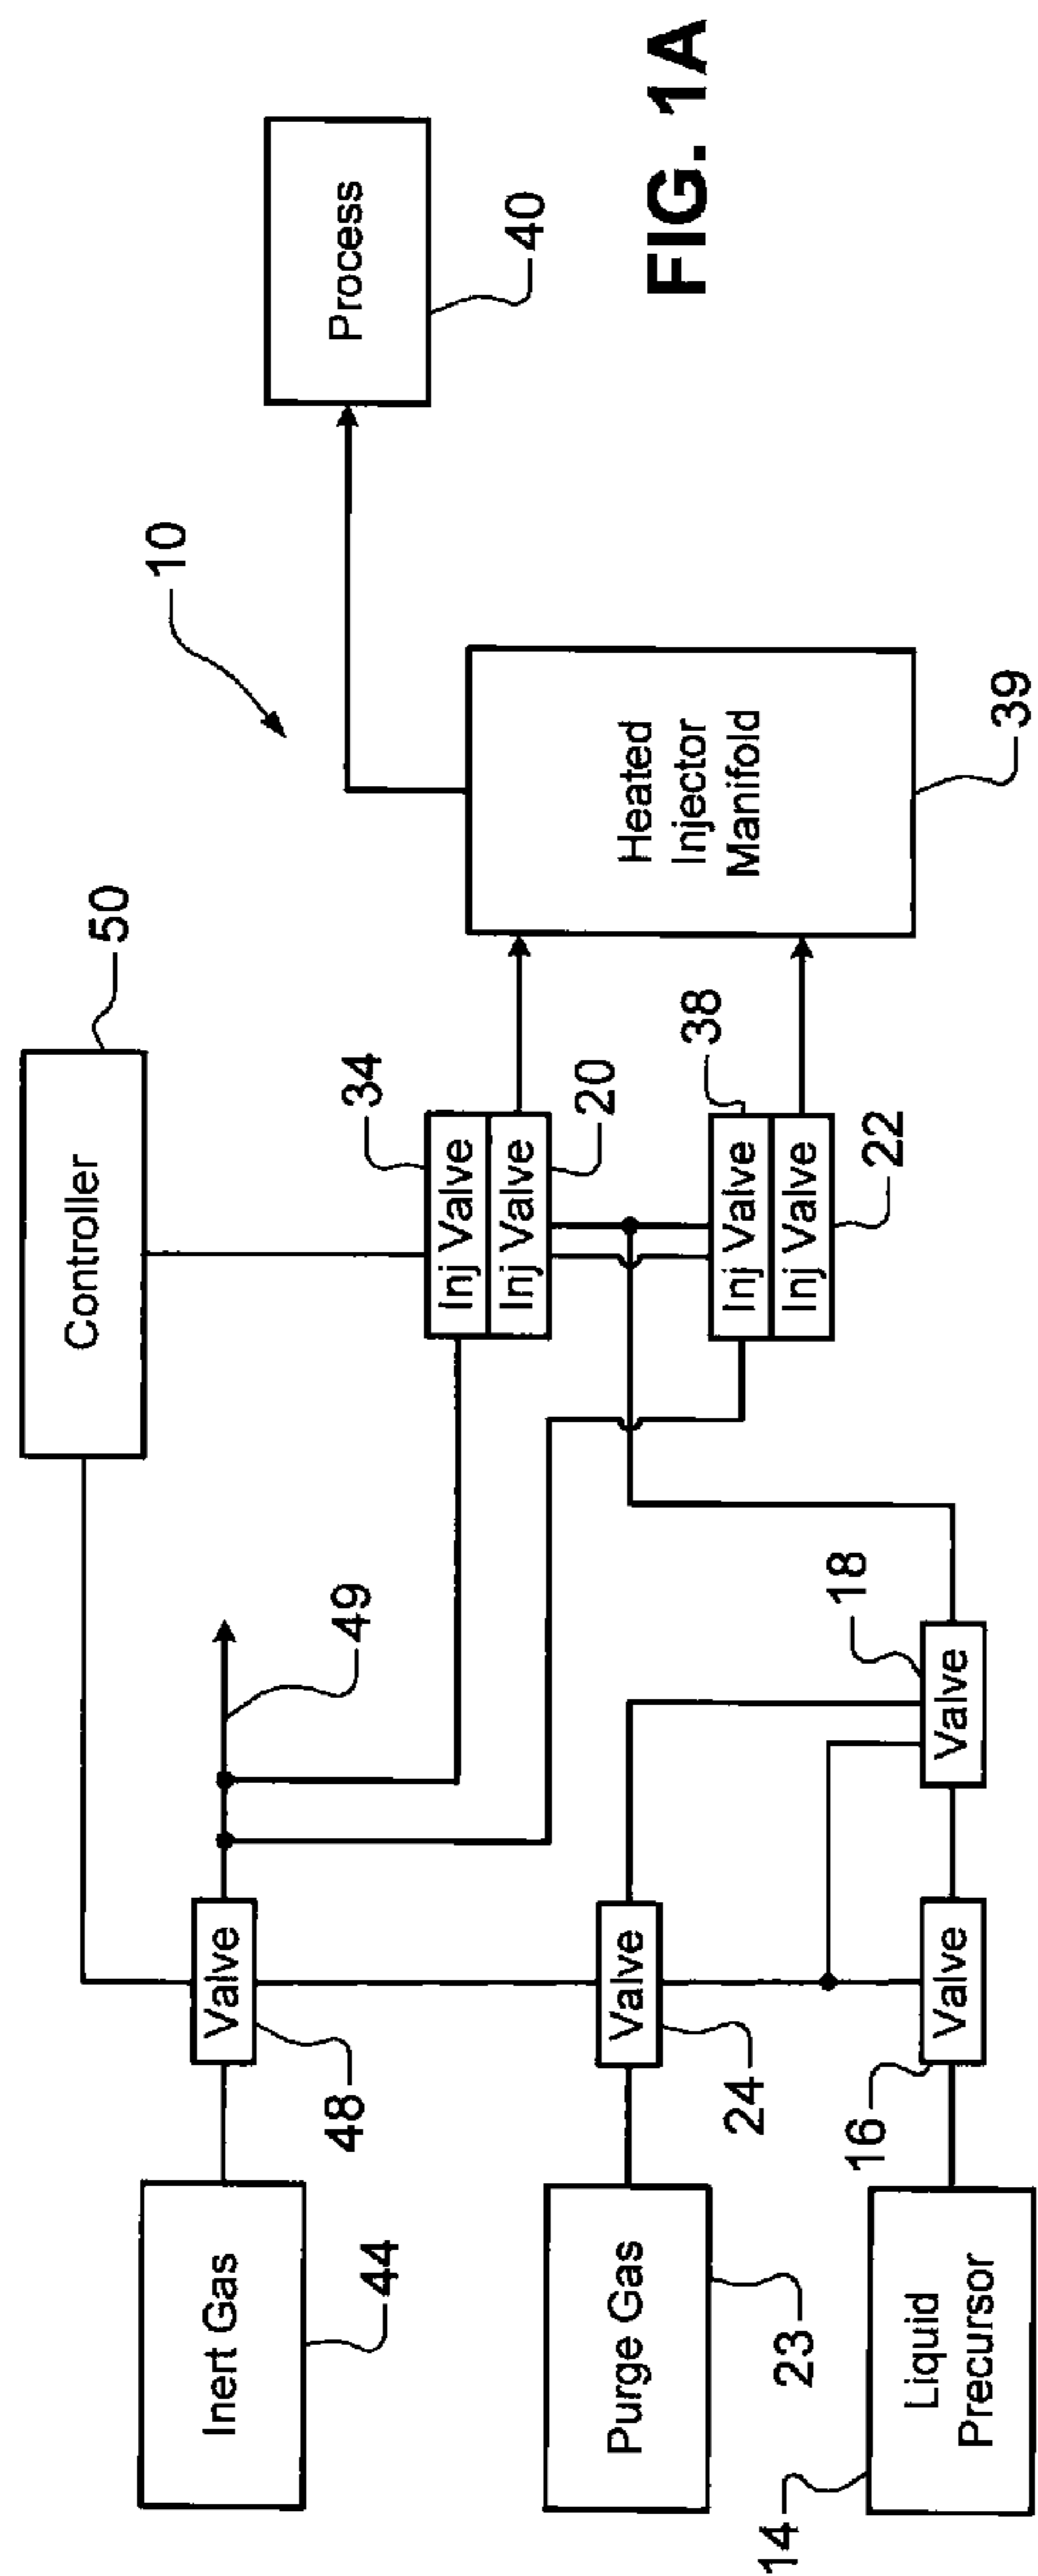 Controller
50
10
Process
40
Inert Gas
44
Valve
48
49
34
Inj Valve
Inj Valve
20
Heated
Injector
Manifold
39
38
Inj Valve
Inj Valve
22
Purge Gas
23
Valve
24
Liquid
Precursor
14
16
Valve
18
Valve
FIG. 1A